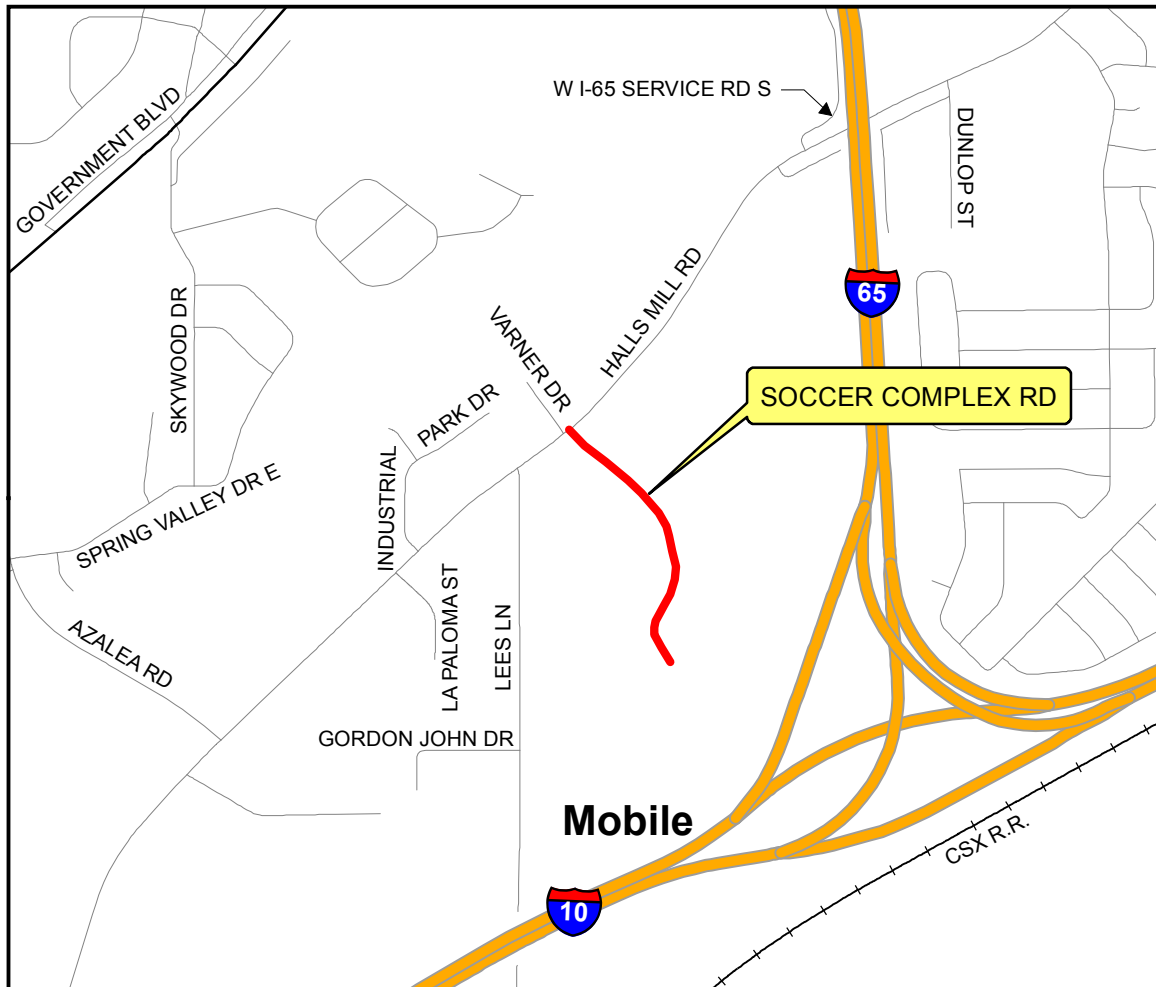 W I-65 SERVICE RD S
GOVERNMENT BLVD
DUNLOP ST
HALLS MILL RD
65
SKYWOOD DR
VARNER DR
SOCCER COMPLEX RD
PARK DR
INDUSTRIAL
SPRING VALLEY DR E
LA PALOMA ST
LEES LN
AZALEA RD
GORDON JOHN DR
Mobile
CSX R.R.
10